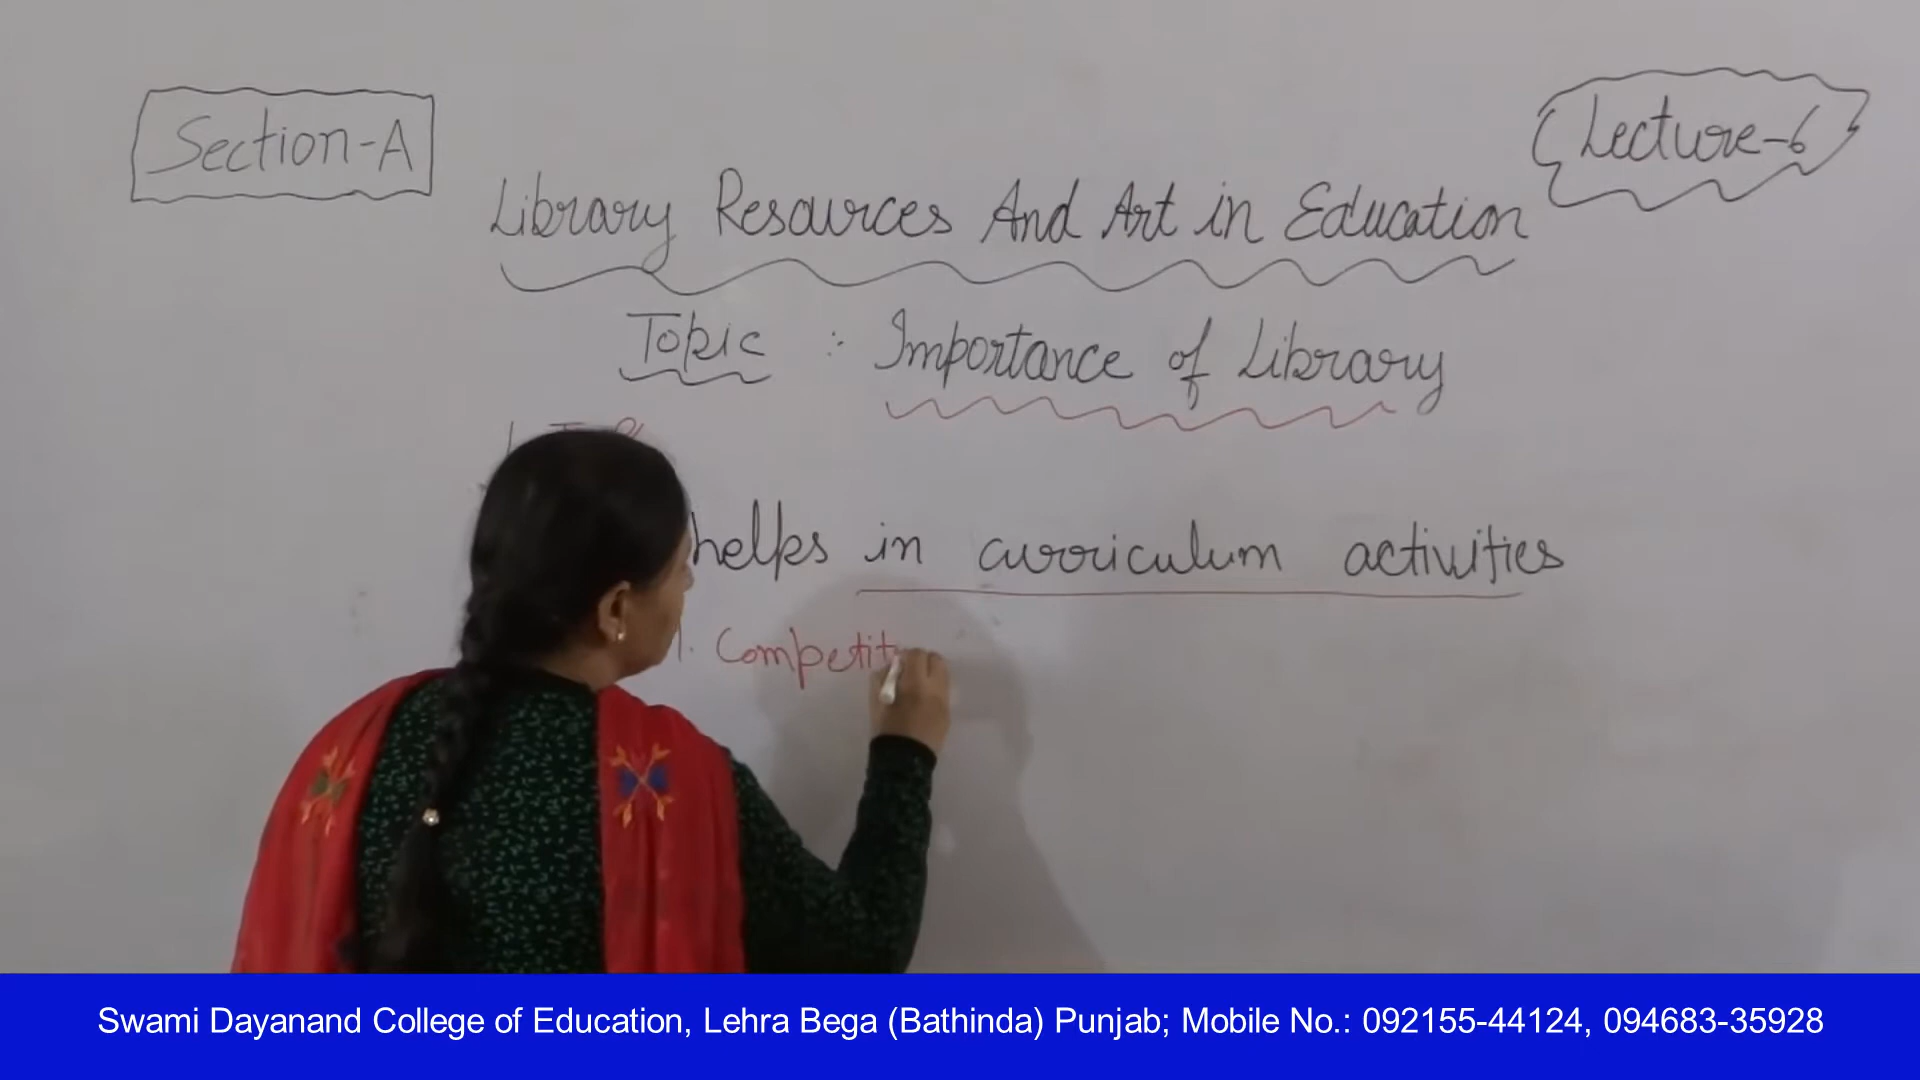 Section-A
Lecture-6
Library Resources And Art in Education
Topic : Importance of Library
helps in curriculum activities
1. Competit
Swami Dayanand College of Education, Lehra Bega (Bathinda) Punjab; Mobile No.: 092155-44124, 094683-35928